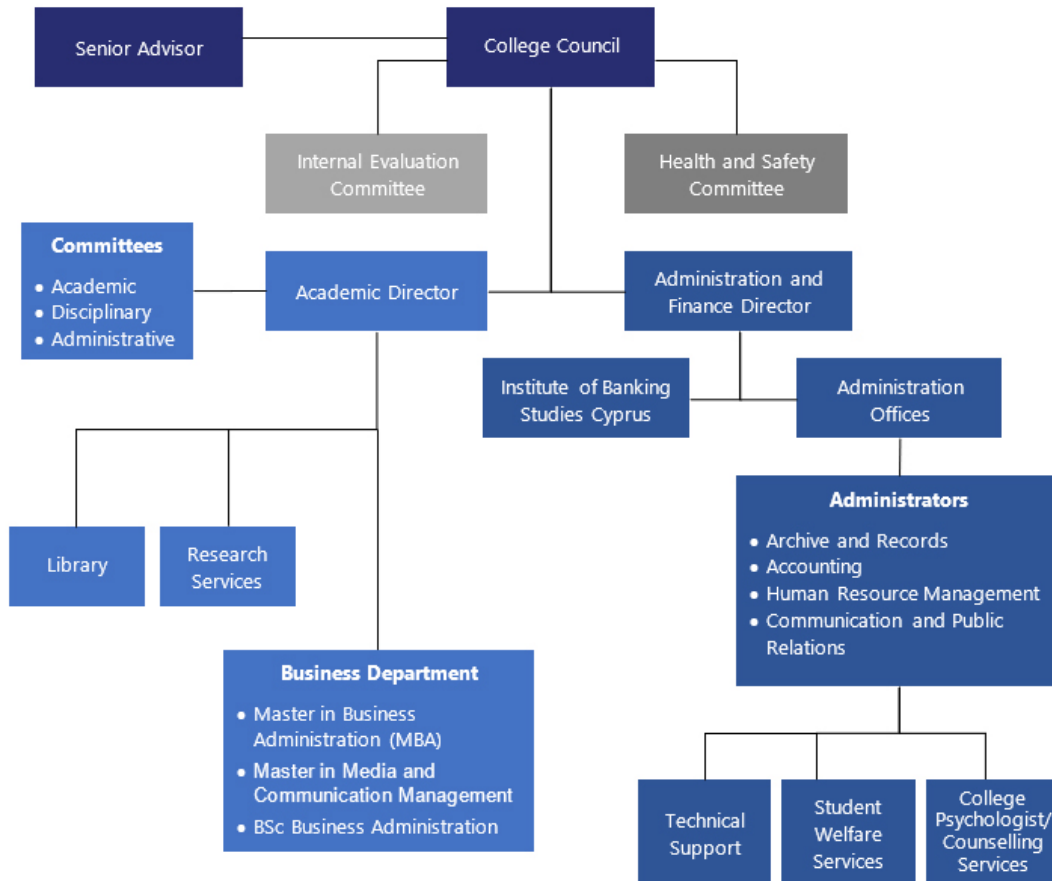 Senior Advisor
College Council
Internal Evaluation
Committee
Health and Safety
Committee
Committees
• Academic
• Disciplinary
• Administrative
Academic Director
Administration and
Finance Director
Institute of Banking
Studies Cyprus
Administration
Offices
Administrators
• Archive and Records
• Accounting
• Human Resource Management
• Communication and Public
Relations
Library
Research
Services
Business Department
• Master in Business
Administration (MBA)
• Master in Media and
Communication Management
• BSc Business Administration
Technical
Support
Student
Welfare
Services
College
Psychologist/
Counselling
Services